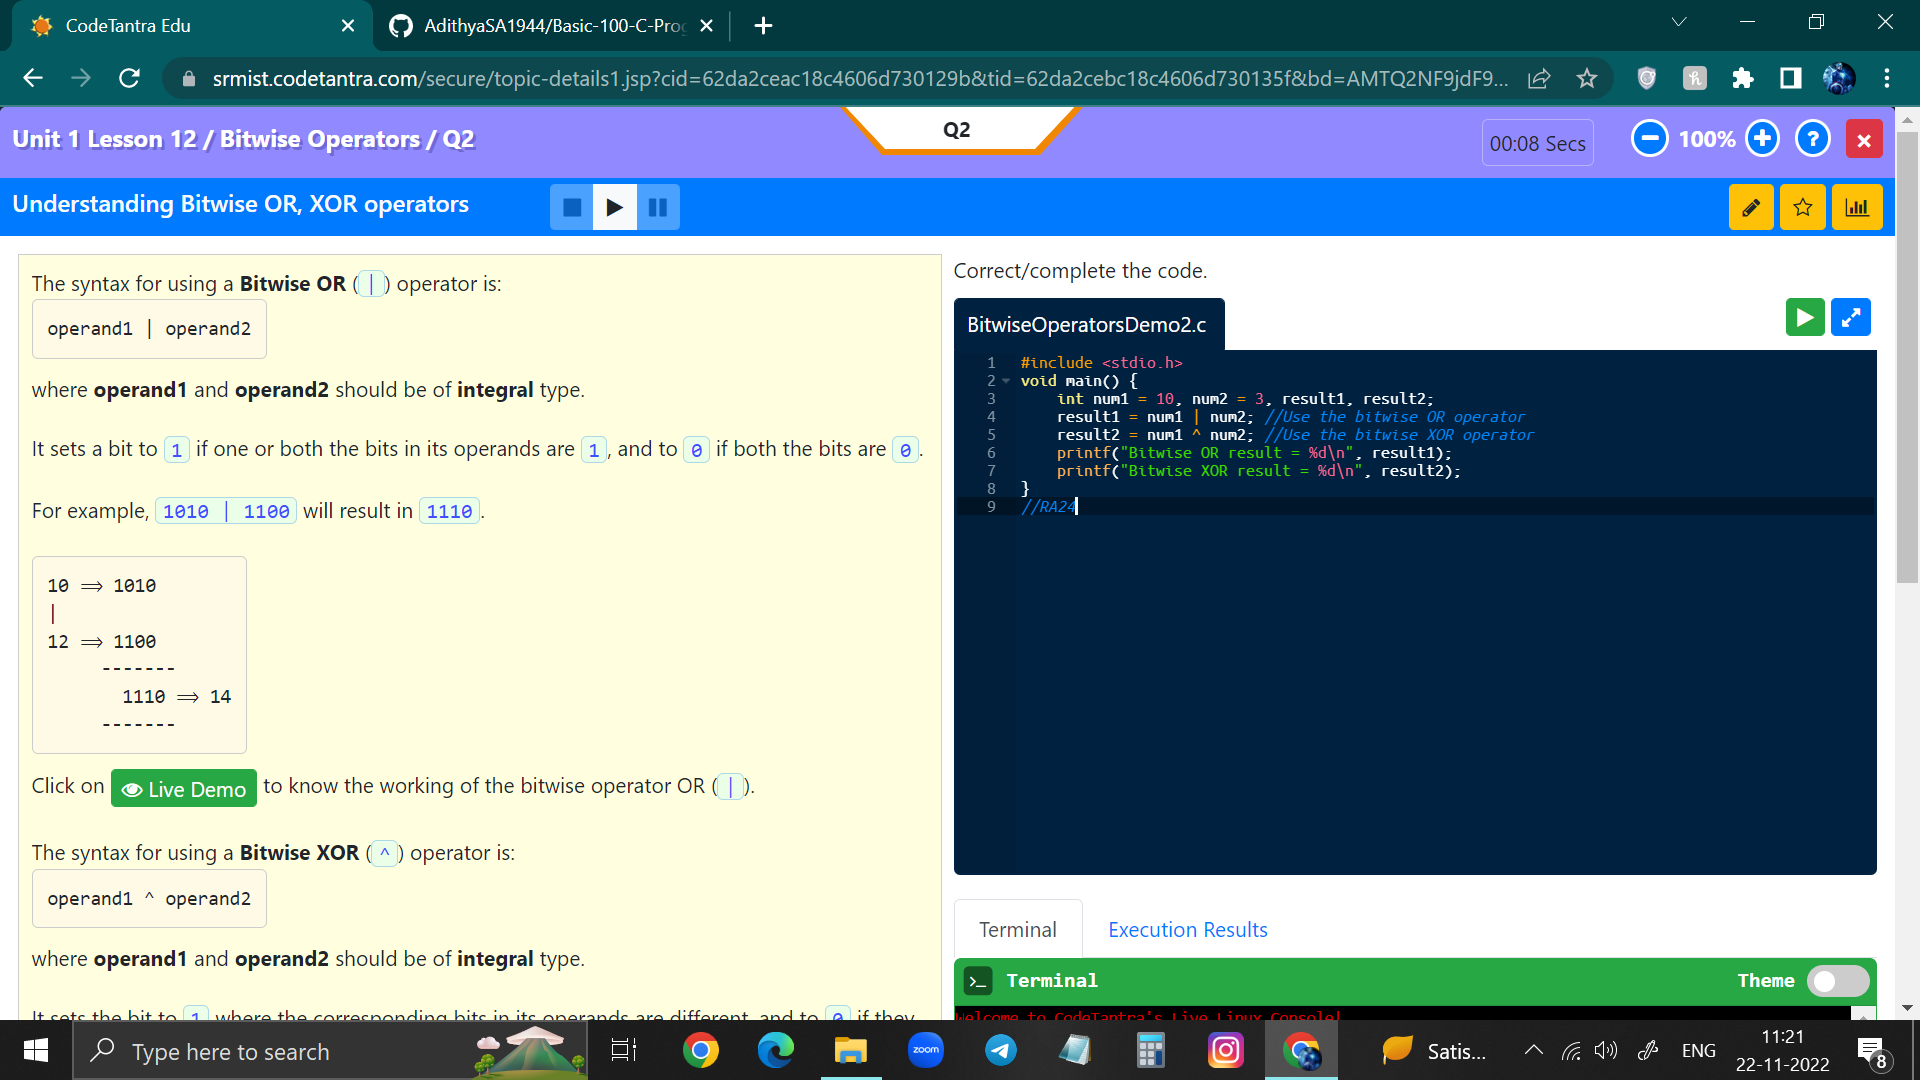 CodeTantra Edu
AdithyaSA1944/Basic-100-C-Prog
srmist.codetantra.com/secure/topic-details1.jsp?cid=62da2ceac18c4606d730129b&tid=62da2cebc18c4606d730135f&bd=AMTQ2NF9jdF9...
Unit 1 Lesson 12 / Bitwise Operators / Q2
Q2
00:08 Secs
100%
Understanding Bitwise OR, XOR operators
The syntax for using a Bitwise OR ( | ) operator is:
operand1 | operand2
where operand1 and operand2 should be of integral type.
It sets a bit to 1 if one or both the bits in its operands are 1, and to 0 if both the bits are 0.
For example, 1010 | 1100 will result in 1110.
10 ⟹ 1010
|
12 ⟹ 1100
-------
1110 ⟹ 14
-------
Click on Live Demo to know the working of the bitwise operator OR ( | ).
The syntax for using a Bitwise XOR ( ^ ) operator is:
operand1 ^ operand2
where operand1 and operand2 should be of integral type.
It sets the bit to 1 where the corresponding bits in its operands are different, and to 0 if they
Correct/complete the code.
BitwiseOperatorsDemo2.c
1 #include <stdio.h>
2 void main() {
3 int num1 = 10, num2 = 3, result1, result2;
4 result1 = num1 | num2; //Use the bitwise OR operator
5 result2 = num1 ^ num2; //Use the bitwise XOR operator
6 printf("Bitwise OR result = %d\n", result1);
7 printf("Bitwise XOR result = %d\n", result2);
8 }
9 //RA24
Terminal
Execution Results
Terminal
Theme
Welcome to CodeTantra's Live Linux Console!
Type here to search
zoom
Satis...
ENG
11:21
22-11-2022
8